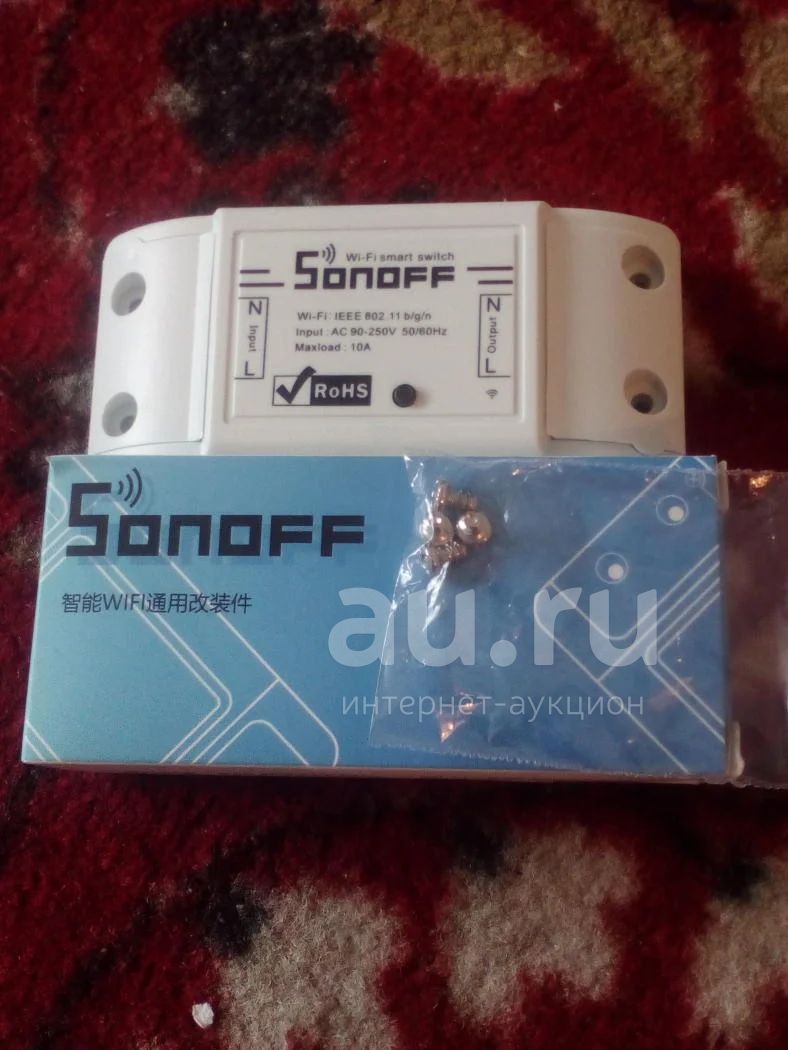 Wi-Fi smart switch
SONOFF
N
Input
L
Wi-Fi: IEEE 802.11 b/g/n
Input : AC 90-250V 50/60Hz
Maxload : 10A
RoHS
N
Output
L
SONOFF
智能WIFI通用改装件
au.ru
интернет-аукцион